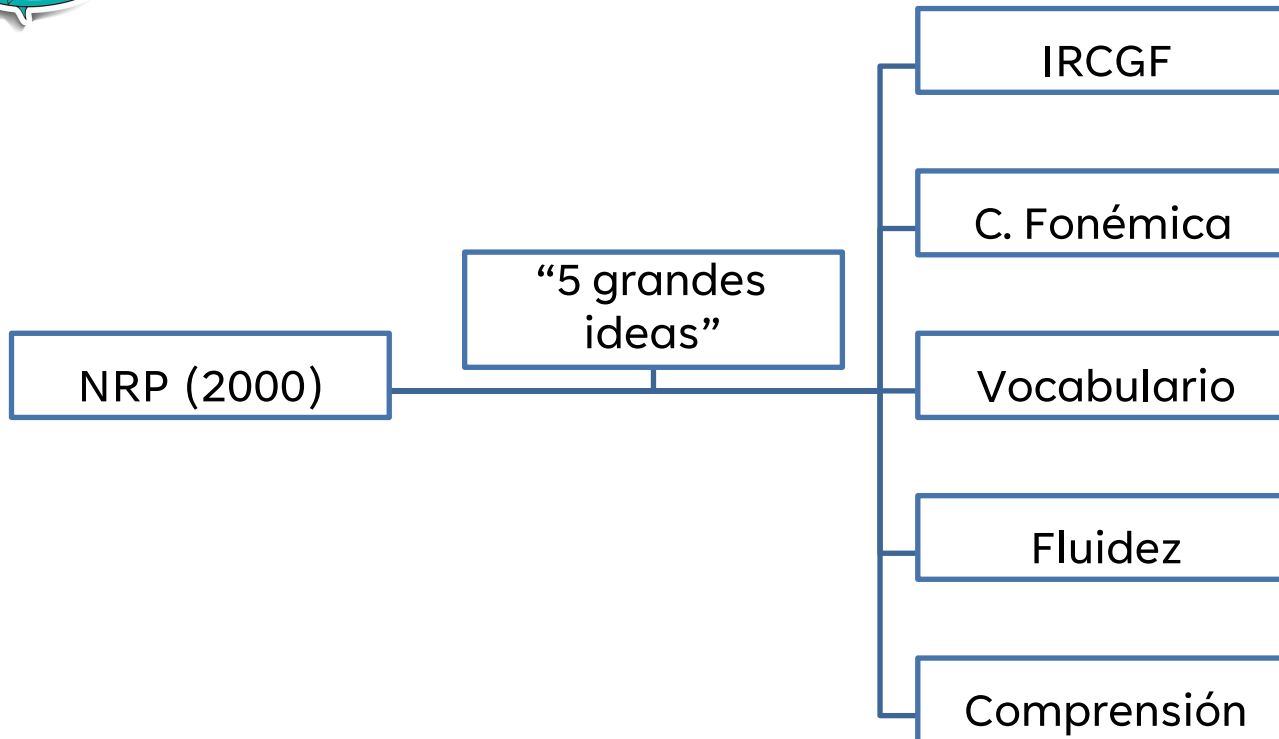 NRP (2000)
“5 grandes
ideas”
IRCGF
C. Fonémica
Vocabulario
Fluidez
Comprensión